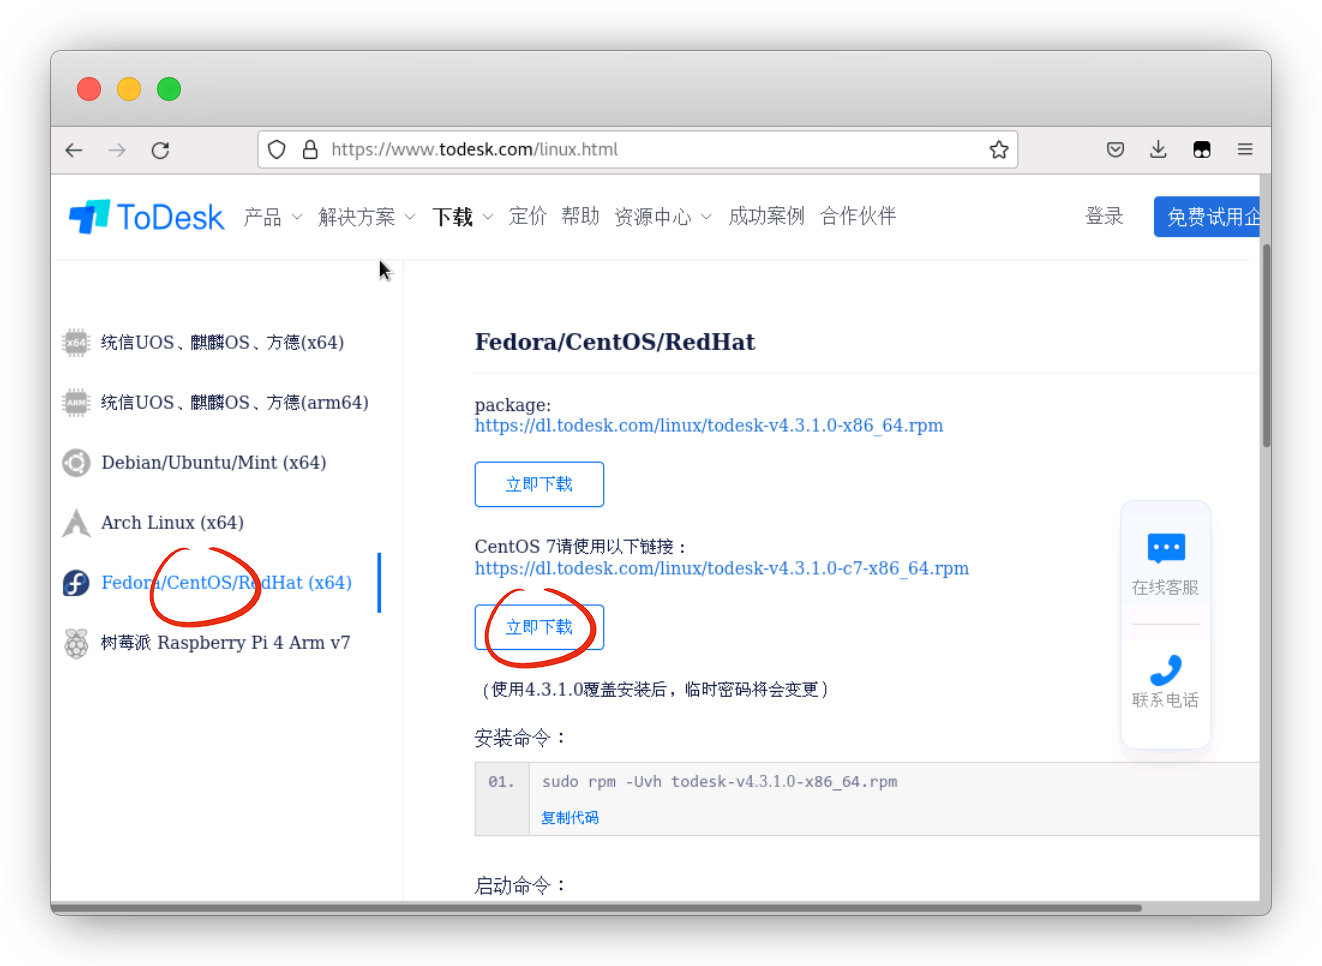 https://www.todesk.com/linux.html
ToDesk 产品 解决方案 下载 定价 帮助 资源中心 成功案例 合作伙伴 登录 免费试用企
x64 统信UOS、麒麟OS、方德(x64)
ARM 统信UOS、麒麟OS、方德(arm64)
Debian/Ubuntu/Mint (x64)
Arch Linux (x64)
Fedora/CentOS/RedHat (x64)
树莓派 Raspberry Pi 4 Arm v7
Fedora/CentOS/RedHat
package:
https://dl.todesk.com/linux/todesk-v4.3.1.0-x86_64.rpm
立即下载
CentOS 7请使用以下链接：
https://dl.todesk.com/linux/todesk-v4.3.1.0-c7-x86_64.rpm
立即下载
（使用4.3.1.0覆盖安装后，临时密码将会变更）
安装命令：
01. sudo rpm -Uvh todesk-v4.3.1.0-x86_64.rpm
复制代码
启动命令：
在线客服
联系电话